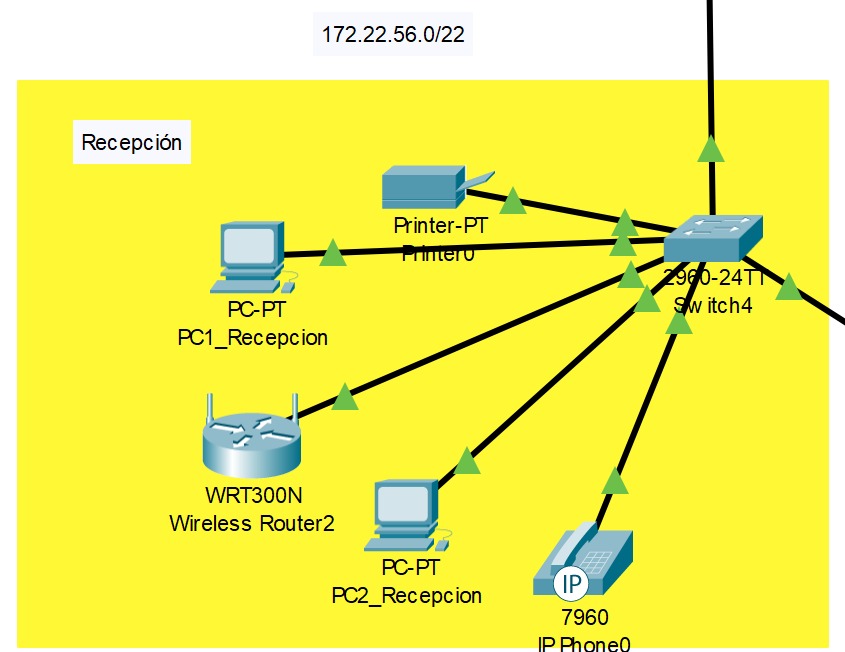 172.22.56.0/22
Recepción
Printer-PT
Printer0
PC-PT
PC1_Recepcion
2960-24TT
Switch4
WRT300N
Wireless Router2
PC-PT
PC2_Recepcion
IP
7960
IP Phone0